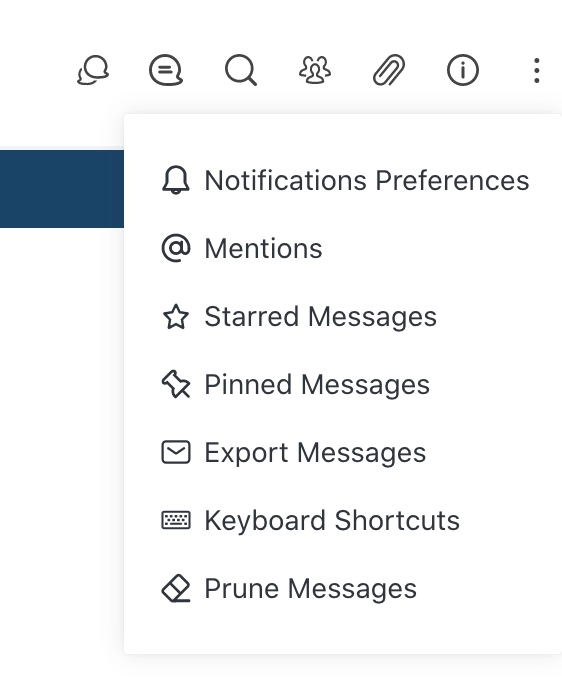 Notifications Preferences
Mentions
Starred Messages
Pinned Messages
Export Messages
Keyboard Shortcuts
Prune Messages